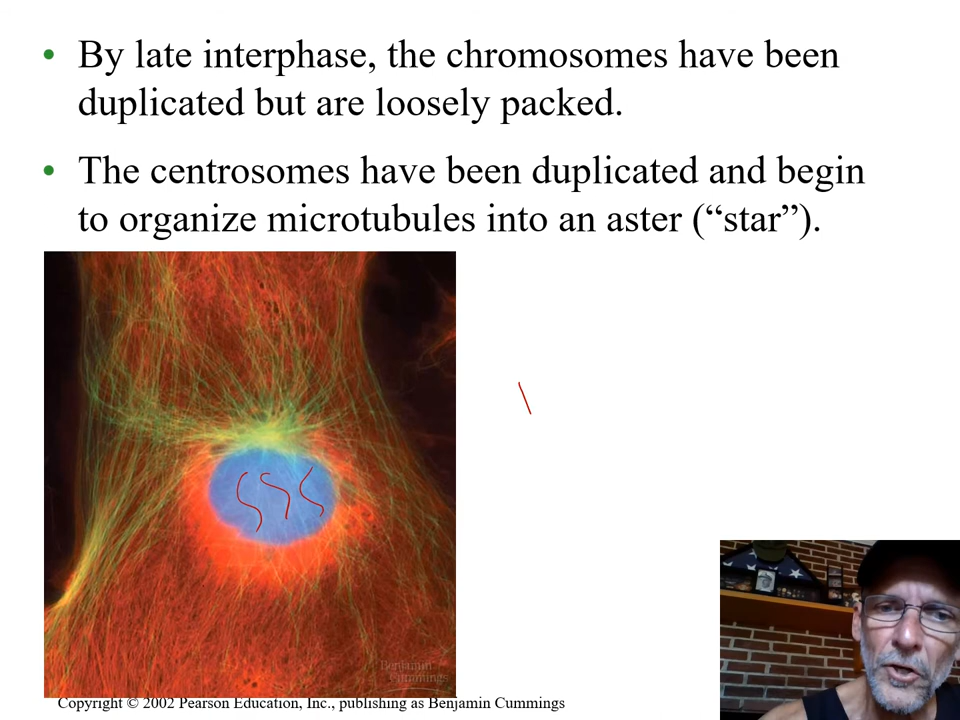 • By late interphase, the chromosomes have been
duplicated but are loosely packed.
• The centrosomes have been duplicated and begin
to organize microtubules into an aster (“star”).
Benjamin
Cummings
Copyright © 2002 Pearson Education, Inc., publishing as Benjamin Cummings